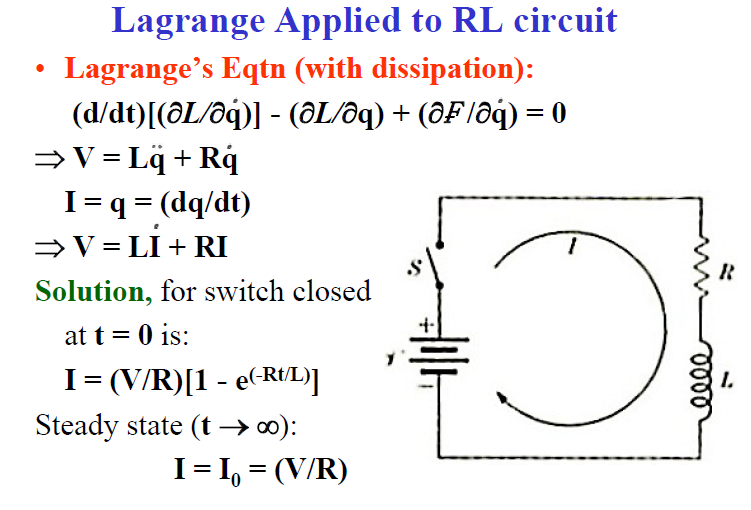 Lagrange Applied to RL circuit
• Lagrange's Eqtn (with dissipation):
(d/dt)[(∂L/∂q̇)] - (∂L/∂q) + (∂F/∂q̇) = 0
⇒ V = Lq̈ + Rq̇
I = q = (dq/dt)
⇒ V = Lİ + RI
Solution, for switch closed
at t = 0 is:
I = (V/R)[1 - e^(-Rt/L)]
Steady state (t → ∞):
I = I₀ = (V/R)
S
I
R
+
−
L